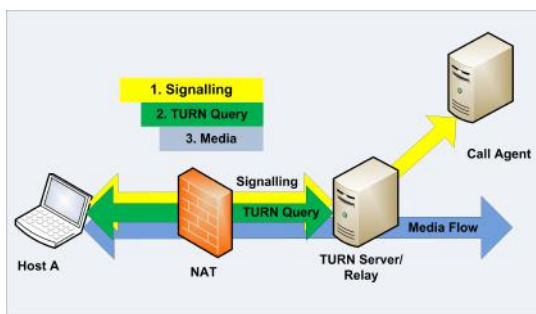 1. Signalling
2. TURN Query
3. Media
Call Agent
Signalling
TURN Query
Media Flow
Host A
NAT
TURN Server/
Relay